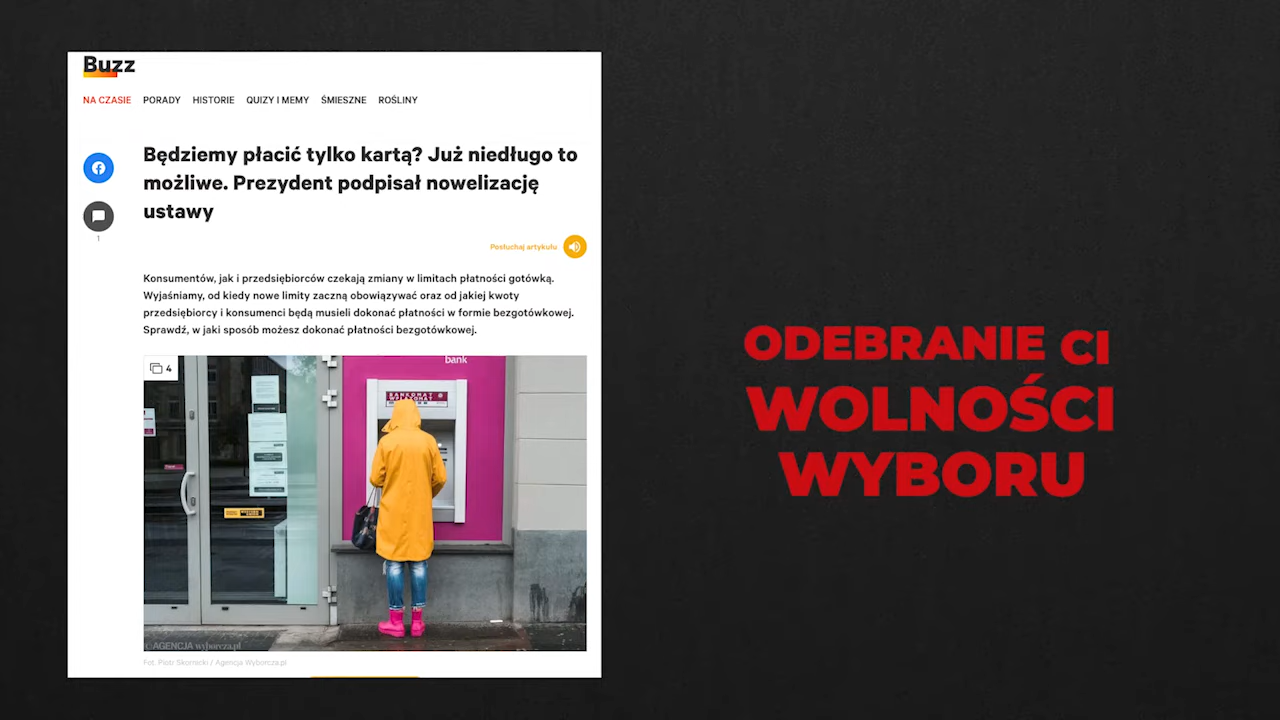 Buzz
NA CZASIE PORADY HISTORIE QUIZY I MEMY ŚMIESZNE ROŚLINY
Będziemy płacić tylko kartą? Już niedługo to
możliwe. Prezydent podpisał nowelizację
ustawy
1
Posłuchaj artykułu
Konsumentów, jak i przedsiębiorców czekają zmiany w limitach płatności gotówką.
Wyjaśniamy, od kiedy nowe limity zaczną obowiązywać oraz od jakiej kwoty
przedsiębiorcy i konsumenci będą musieli dokonać płatności w formie bezgotówkowej.
Sprawdź, w jaki sposób możesz dokonać płatności bezgotówkowej.
4
bank
BANKOMAT
©AGENCJA wyborcza.pl
Fot. Piotr Skornicki / Agencja Wyborcza.pl
ODEBRANIE CI
WOLNOŚCI
WYBORU